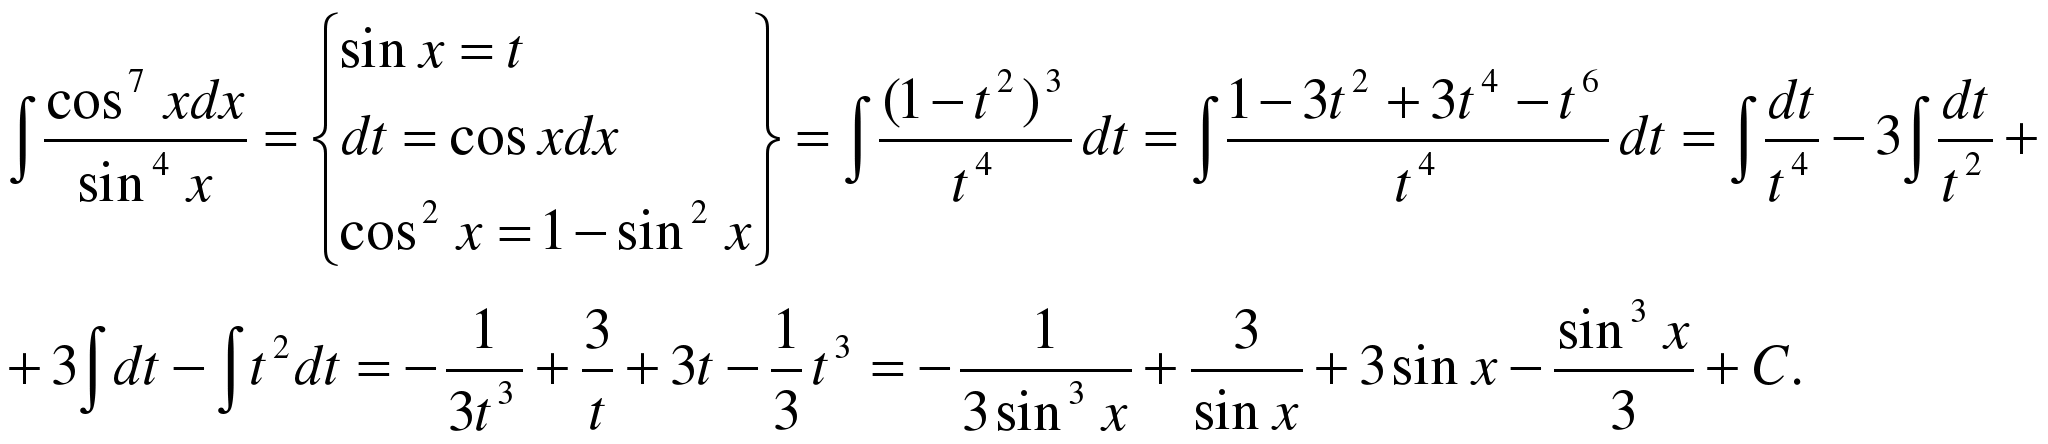 ∫ cos⁷ xdx / sin⁴ x = { sin x = t; dt = cos xdx; cos² x = 1 − sin² x } = ∫ (1 − t²)³ / t⁴ dt = ∫ (1 − 3t² + 3t⁴ − t⁶) / t⁴ dt = ∫ dt / t⁴ − 3∫ dt / t² +
+ 3∫ dt − ∫ t² dt = − 1 / 3t³ + 3 / t + 3t − 1/3 t³ = − 1 / 3 sin³ x + 3 / sin x + 3 sin x − sin³ x / 3 + C.